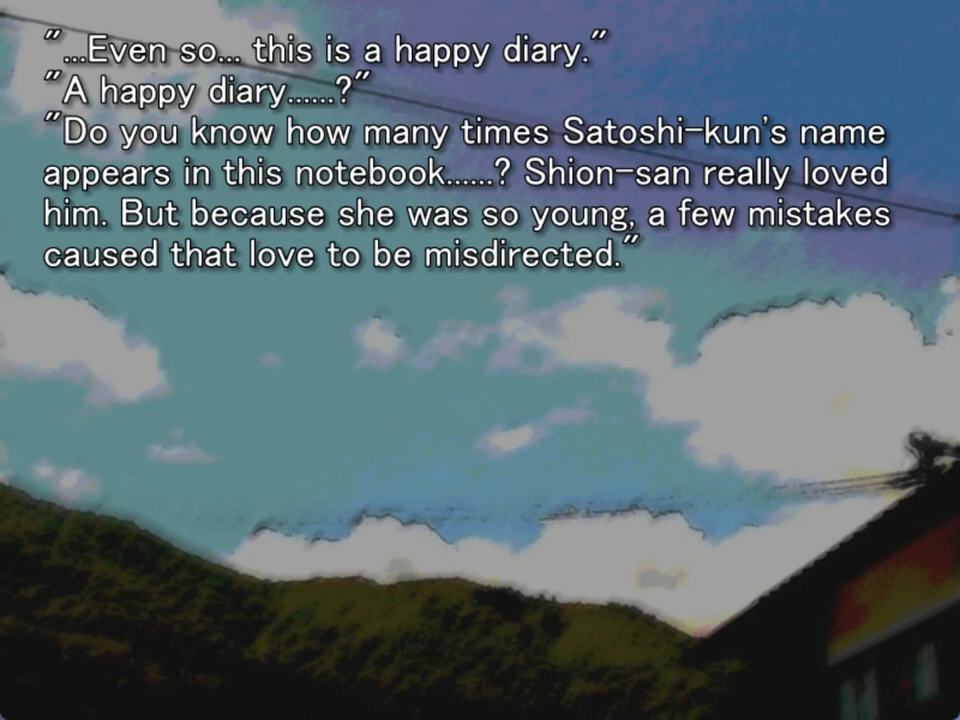 "...Even so... this is a happy diary."
"A happy diary......?"
"Do you know how many times Satoshi-kun's name
appears in this notebook......? Shion-san really loved
him. But because she was so young, a few mistakes
caused that love to be misdirected."